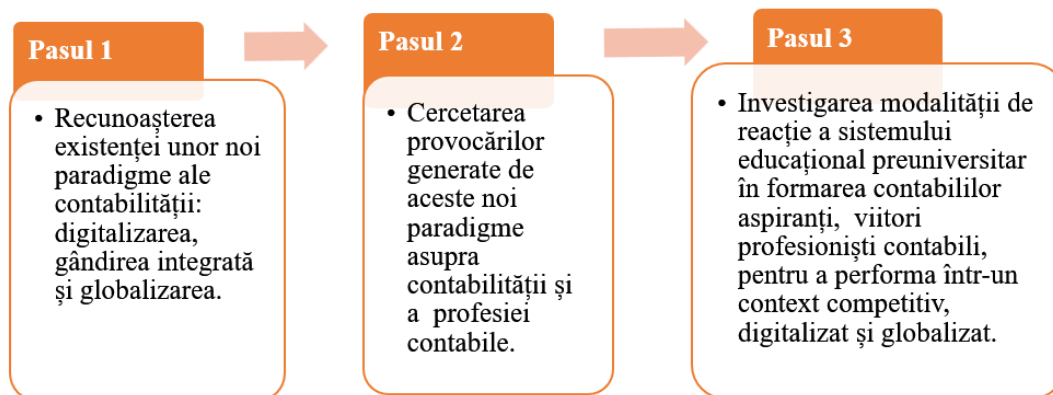 Pasul 1
• Recunoașterea
existenței unor noi
paradigme ale
contabilității:
digitalizarea,
gândirea integrată
și globalizarea.
Pasul 2
• Cercetarea
provocărilor
generate de
aceste noi
paradigme
asupra
contabilității și
a profesiei
contabile.
Pasul 3
• Investigarea modalității de
reacție a sistemului
educațional preuniversitar
în formarea contabililor
aspiranți, viitori
profesioniști contabili,
pentru a performa într-un
context competitiv,
digitalizat și globalizat.